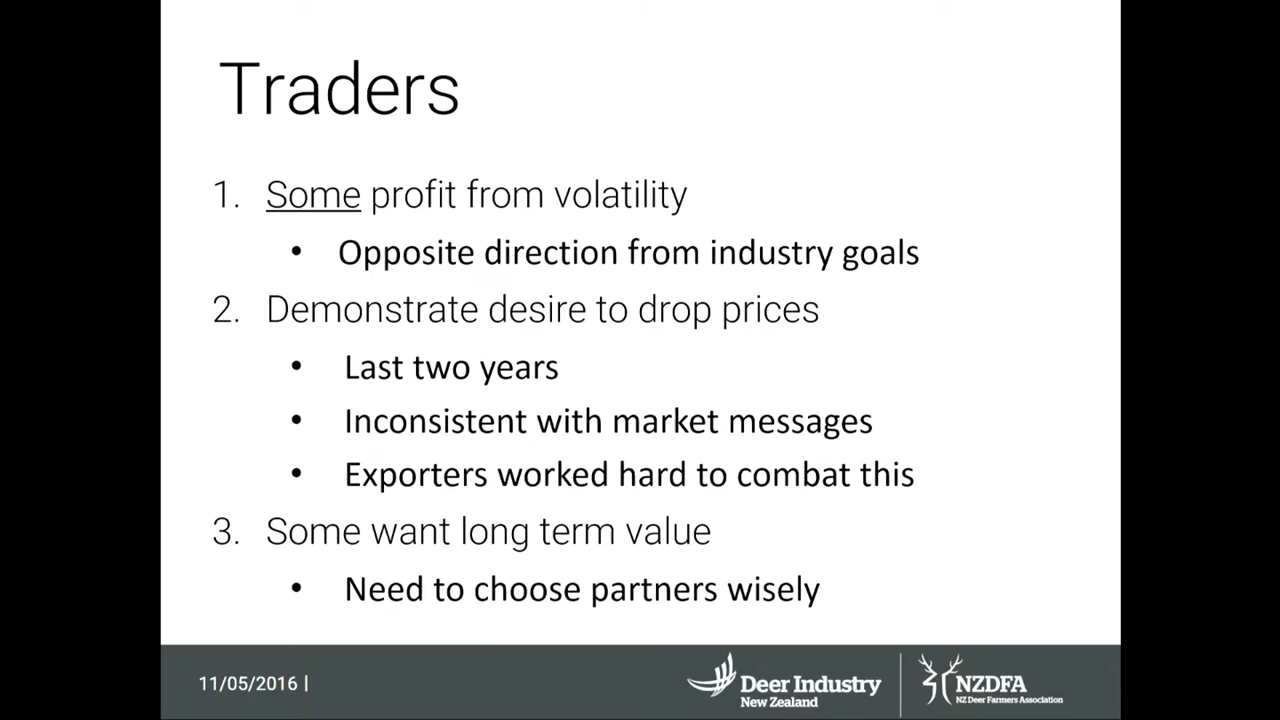 Traders
1. Some profit from volatility
• Opposite direction from industry goals
2. Demonstrate desire to drop prices
• Last two years
• Inconsistent with market messages
• Exporters worked hard to combat this
3. Some want long term value
• Need to choose partners wisely
11/05/2016 |
Deer Industry
New Zealand
NZDFA
NZ Deer Farmers Association